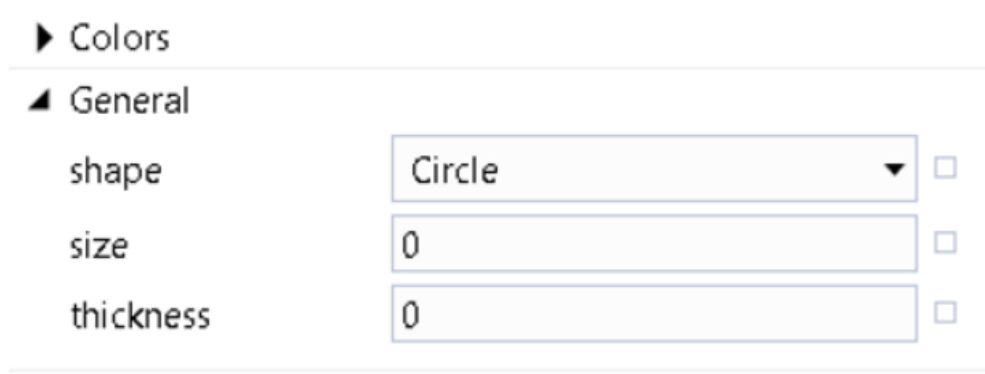 Colors
General
shape Circle
size 0
thickness 0